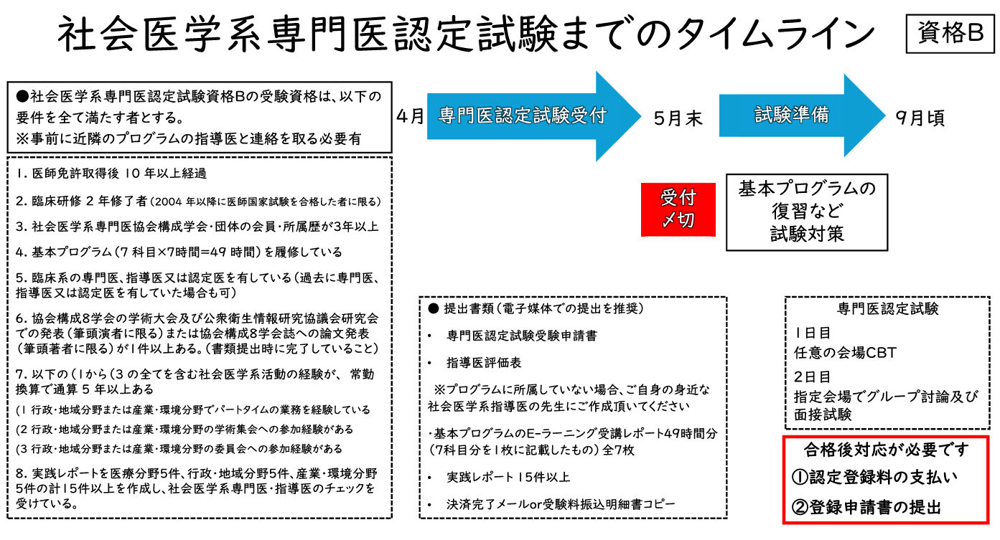 社会医学系専門医認定試験までのタイムライン
資格B
●社会医学系専門医認定試験資格Bの受験資格は、以下の
要件を全て満たす者とする。
※事前に近隣のプログラムの指導医と連絡を取る必要有
1. 医師免許取得後 10 年以上経過
2. 臨床研修 2 年修了者（2004 年以降に医師国家試験を合格した者に限る）
3. 社会医学系専門医協会構成学会・団体の会員・所属歴が3年以上
4. 基本プログラム（7 科目×7時間＝49 時間）を履修している
5. 臨床系の専門医、指導医又は認定医を有している（過去に専門医、
指導医又は認定医を有していた場合も可）
6. 協会構成8学会の学術大会及び公衆衛生情報研究協議会研究会
での発表（筆頭演者に限る）または協会構成8学会誌への論文発表
（筆頭著者に限る）が1件以上ある。（書類提出時に完了していること）
7. 以下の（1から（3 の全てを含む社会医学系活動の経験が、 常勤
換算で通算 5 年以上ある
(1 行政・地域分野または産業・環境分野でパートタイムの業務を経験している
(2 行政・地域分野または産業・環境分野の学術集会への参加経験がある
(3 行政・地域分野または産業・環境分野の委員会への参加経験がある
8. 実践レポートを医療分野5件、行政・地域分野5件、産業・環境分野
5件の計15件以上を作成し、社会医学系専門医・指導医のチェックを
受けている。
4月
専門医認定試験受付
5月末
試験準備
9月頃
受付
〆切
基本プログラムの
復習など
試験対策
● 提出書類（電子媒体での提出を推奨）
• 専門医認定試験受験申請書
• 指導医評価表
※プログラムに所属していない場合、ご自身の身近な
社会医学系指導医の先生にご作成頂いてください
・基本プログラムのE-ラーニング受講レポート49時間分
（7科目分を1枚に記載したもの）全7枚
• 実践レポート 15件以上
• 決済完了メールor受験料振込明細書コピー
専門医認定試験
1日目
任意の会場CBT
2日目
指定会場でグループ討論及び
面接試験
合格後対応が必要です
①認定登録料の支払い
②登録申請書の提出